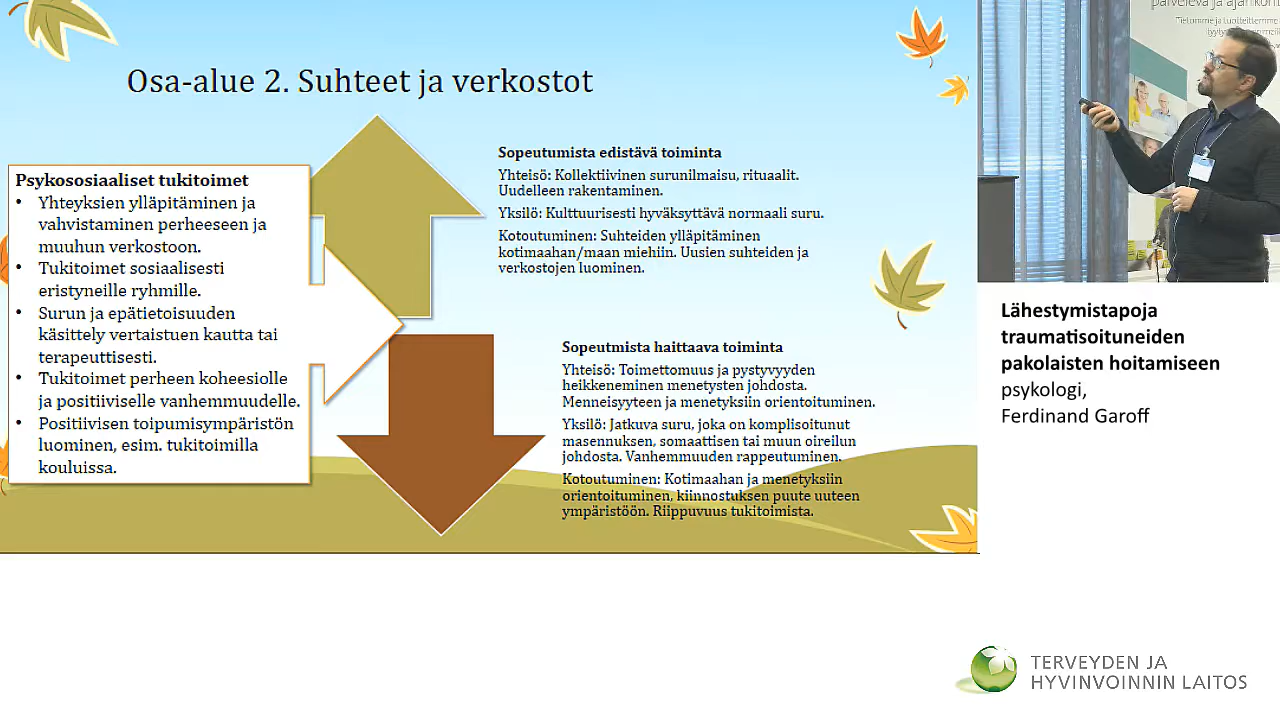 Osa-alue 2. Suhteet ja verkostot
Psykososiaaliset tukitoimet
• Yhteyksien ylläpitäminen ja
vahvistaminen perheeseen ja
muuhun verkostoon.
• Tukitoimet sosiaalisesti
eristyneille ryhmille.
• Surun ja epätietoisuuden
käsittely vertaistuen kautta tai
terapeuttisesti.
• Tukitoimet perheen koheesiolle
ja positiiviselle vanhemmuudelle.
• Positiivisen toipumisympäristön
luominen, esim. tukitoimilla
kouluissa.
Sopeutumista edistävä toiminta
Yhteisö: Kollektiivinen surunilmaisu, rituaalit.
Uudelleen rakentaminen.
Yksilö: Kulttuurisesti hyväksyttävä normaali suru.
Kotoutuminen: Suhteiden ylläpitäminen
kotimaahan/maan miehiin. Uusien suhteiden ja
verkostojen luominen.
Sopeutmista haittaava toiminta
Yhteisö: Toimettomuus ja pystyvyyden
heikkeneminen menetysten johdosta.
Menneisyyteen ja menetyksiin orientoituminen.
Yksilö: Jatkuva suru, joka on komplisoitunut
masennuksen, somaattisen tai muun oireilun
johdosta. Vanhemmuuden rappeutuminen.
Kotoutuminen: Kotimaahan ja menetyksiin
orientoituminen, kiinnostuksen puute uuteen
ympäristöön. Riippuvuus tukitoimista.
palveleva ja
Tietomme ja tuotteittemme
Lähestymistapoja
traumatisoituneiden
pakolaisten hoitamiseen
psykologi,
Ferdinand Garoff
TERVEYDEN JA
HYVINVOINNIN LAITOS